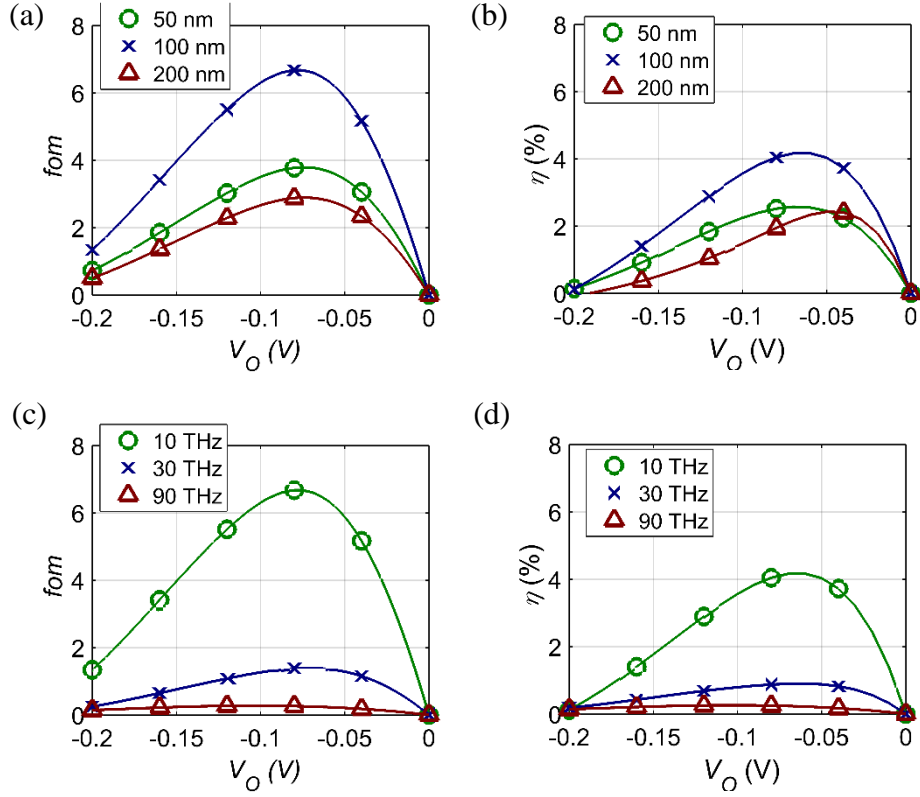 (a)
50 nm
100 nm
200 nm
8
6
4
2
0
fom
-0.2
-0.15
-0.1
-0.05
0
V_O (V)
(b)
50 nm
100 nm
200 nm
8
6
4
2
0
η (%)
-0.2
-0.15
-0.1
-0.05
0
V_O (V)
(c)
10 THz
30 THz
90 THz
8
6
4
2
0
fom
-0.2
-0.15
-0.1
-0.05
0
V_O (V)
(d)
10 THz
30 THz
90 THz
8
6
4
2
0
η (%)
-0.2
-0.15
-0.1
-0.05
0
V_O (V)